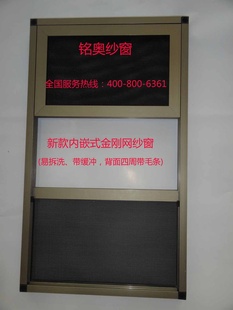 铭奥纱窗
全国服务热线：400-800-6361
新款内嵌式金刚网纱窗
(易拆洗、带缓冲，背面四周带毛条)